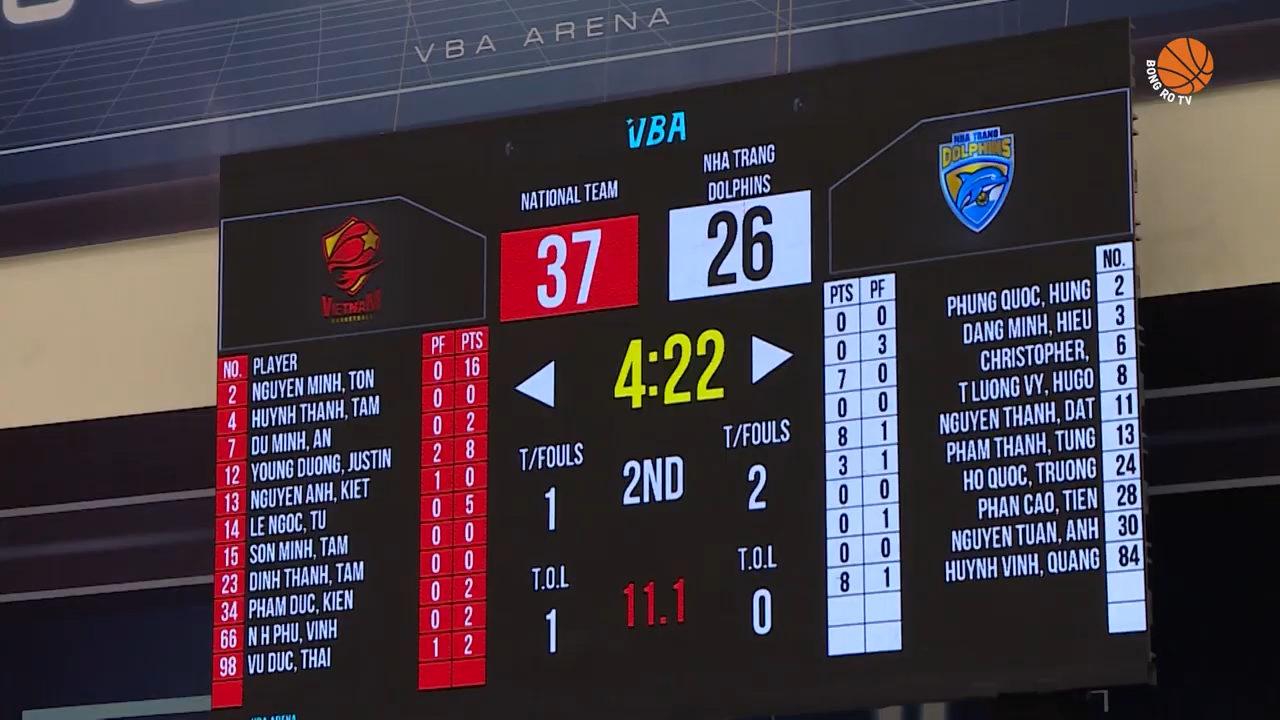 VBA ARENA
BONG RO TV
VBA
NATIONAL TEAM
NHA TRANG
DOLPHINS
37
26
NHA TRANG
DOLPHINS
VIETNAM
BASKETBALL
4:22
T/FOULS
T/FOULS
1
2ND
2
T.O.L
T.O.L
1
11.1
0
NO. PLAYER PF PTS
2 NGUYEN MINH, TON 0 16
4 HUYNH THANH, TAM 0 0
7 DU MINH, AN 0 2
12 YOUNG DUONG, JUSTIN 2 8
13 NGUYEN ANH, KIET 1 0
14 LE NGOC, TU 0 5
15 SON MINH, TAM 0 0
23 DINH THANH, TAM 0 0
34 PHAM DUC, KIEN 0 2
66 N H PHU, VINH 0 2
98 VU DUC, THAI 1 2
PTS PF NO.
0 0 PHUNG QUOC, HUNG 2
0 3 DANG MINH, HIEU 3
7 0 CHRISTOPHER, 6
0 0 T LUONG VY, HUGO 8
8 1 NGUYEN THANH, DAT 11
3 1 PHAM THANH, TUNG 13
0 0 HO QUOC, TRUONG 24
0 1 PHAN CAO, TIEN 28
0 0 NGUYEN TUAN, ANH 30
8 1 HUYNH VINH, QUANG 84
VBA ARENA